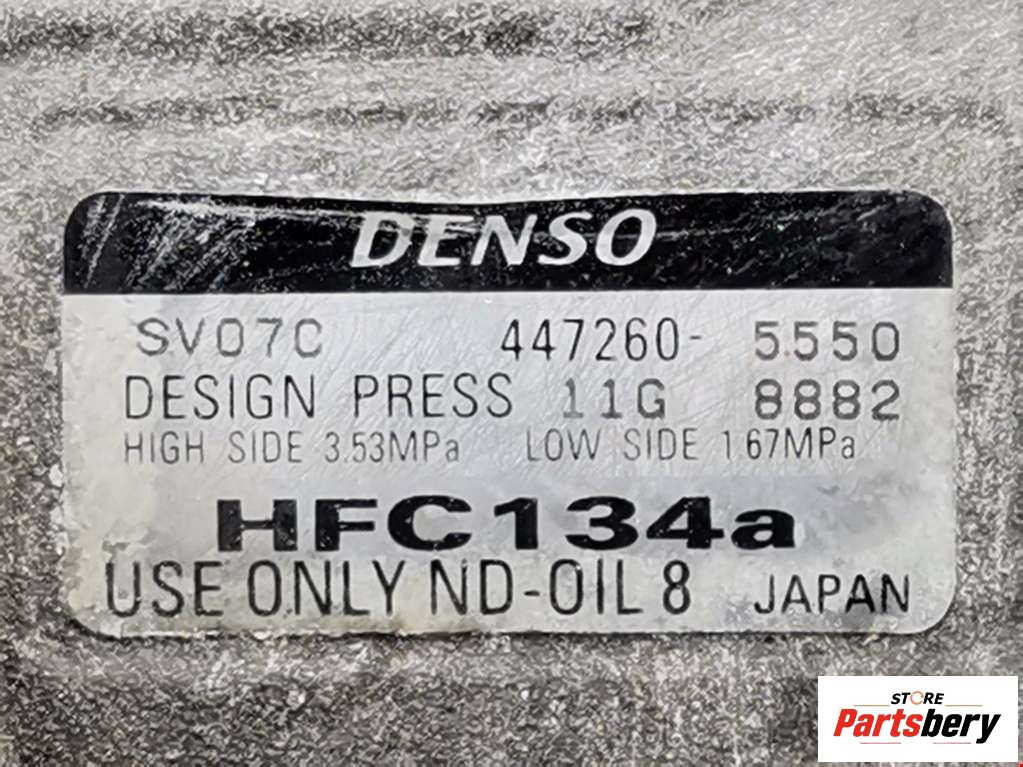 DENSO
SV07C 447260- 5550
DESIGN PRESS 11G 8882
HIGH SIDE 3.53MPa LOW SIDE 1 67MPa
HFC134a
USE ONLY ND-OIL 8 JAPAN
STORE
Partsbery